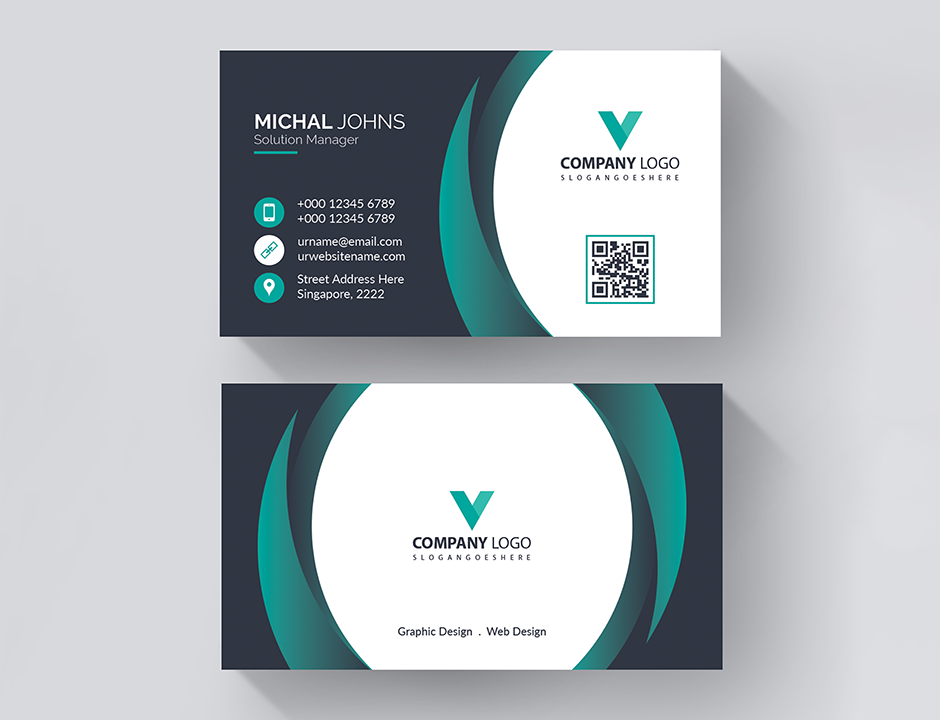 MICHAL JOHNS
Solution Manager
+000 12345 6789
+000 12345 6789
urname@email.com
urwebsitename.com
Street Address Here
Singapore, 2222
COMPANY LOGO
SLOGANGOESHERE
COMPANY LOGO
SLOGANGOESHERE
Graphic Design . Web Design